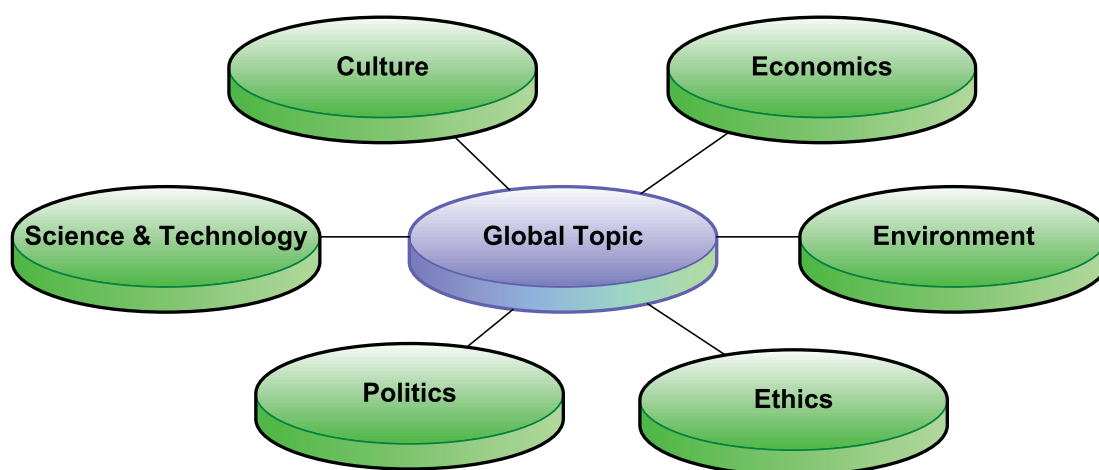 Culture
Economics
Science & Technology
Global Topic
Environment
Politics
Ethics